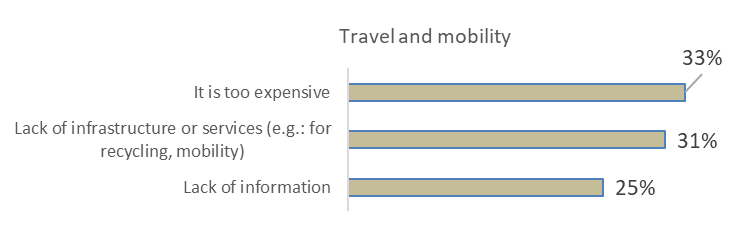 Travel and mobility
33%
It is too expensive
Lack of infrastructure or services (e.g.: for
recycling, mobility)
31%
Lack of information
25%